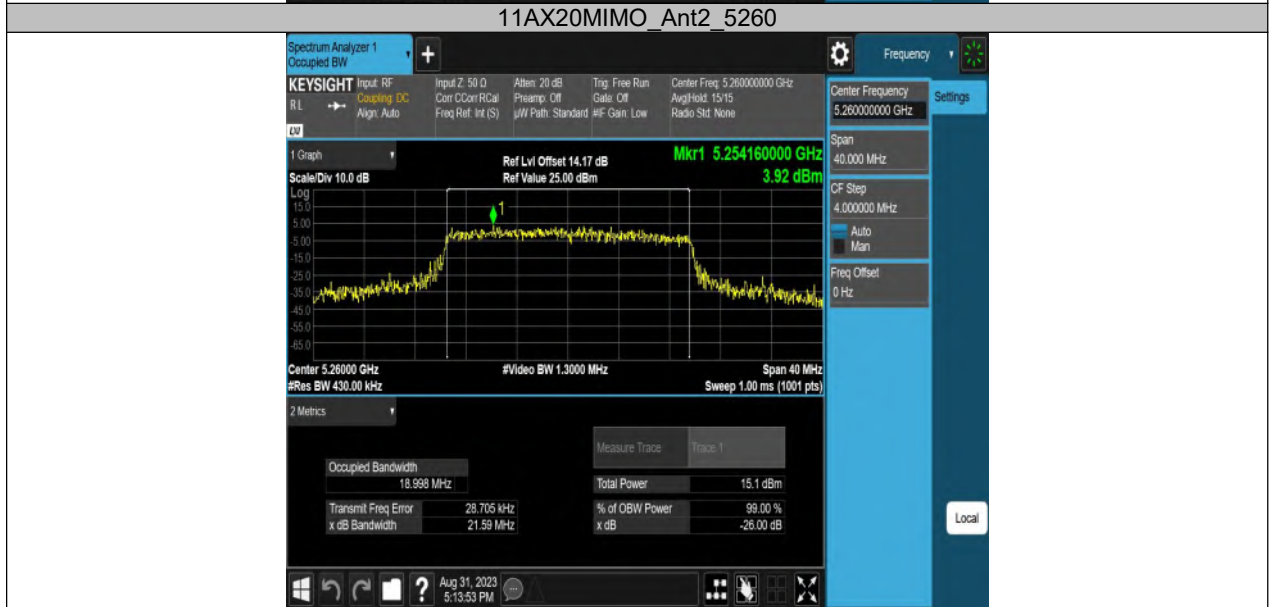 11AX20MIMO_Ant2_5260
Spectrum Analyzer 1
Occupied BW
+
Frequency
KEYSIGHT
Input: RF
Coupling: DC
Align: Auto
RL
LXI
Input Z: 50 Ω
Corr CCorr RCal
Freq Ref: Int (S)
Atten: 20 dB
Preamp: Off
µW Path: Standard
Trig: Free Run
Gate: Off
#IF Gain: Low
Center Freq: 5.260000000 GHz
Avg|Hold: 15/15
Radio Std: None
Center Frequency
5.260000000 GHz
Settings
Span
40.000 MHz
CF Step
4.000000 MHz
Auto
Man
Freq Offset
0 Hz
1 Graph
Ref Lvl Offset 14.17 dB
Mkr1 5.254160000 GHz
Scale/Div 10.0 dB
Ref Value 25.00 dBm
3.92 dBm
Log
15.0
5.00
-5.00
-15.0
-25.0
-35.0
-45.0
-55.0
-65.0
1
Center 5.26000 GHz
#Video BW 1.3000 MHz
Span 40 MHz
#Res BW 430.00 kHz
Sweep 1.00 ms (1001 pts)
2 Metrics
Measure Trace
Trace 1
Occupied Bandwidth
18.998 MHz
Total Power
15.1 dBm
Transmit Freq Error
28.705 kHz
% of OBW Power
99.00 %
x dB Bandwidth
21.59 MHz
x dB
-26.00 dB
Local
?
Aug 31, 2023
5:13:53 PM